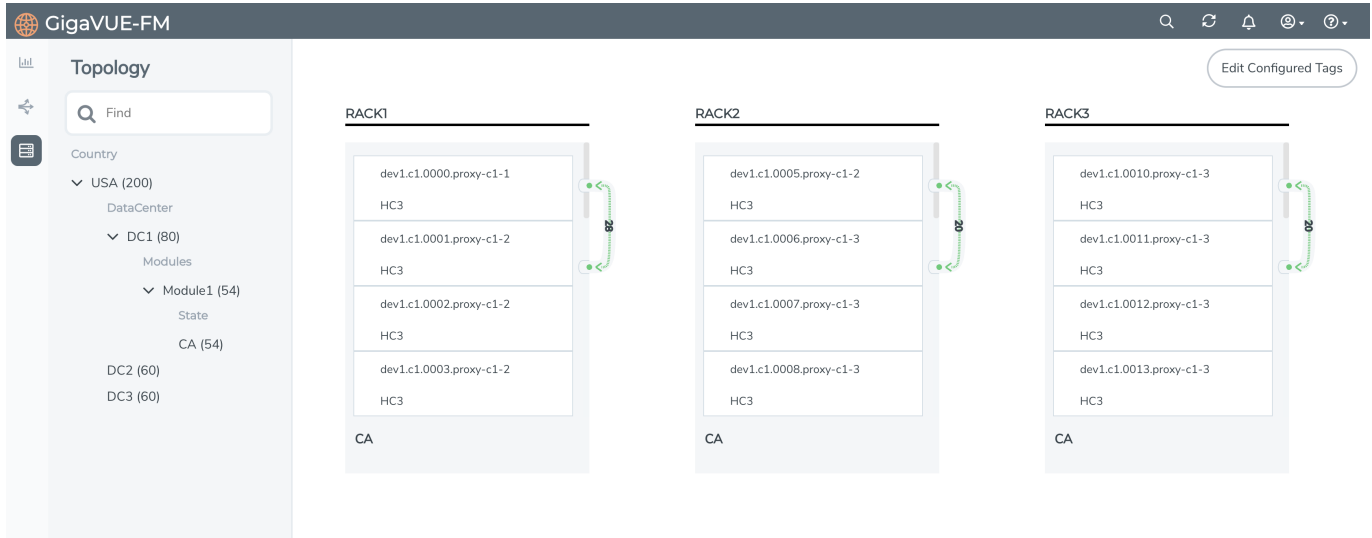 GigaVUE-FM
Topology
Edit Configured Tags
Find
Country
USA (200)
DataCenter
DC1 (80)
Modules
Module1 (54)
State
CA (54)
DC2 (60)
DC3 (60)
RACK1
dev1.c1.0000.proxy-c1-1
HC3
dev1.c1.0001.proxy-c1-2
HC3
dev1.c1.0002.proxy-c1-2
HC3
dev1.c1.0003.proxy-c1-2
HC3
CA
28
RACK2
dev1.c1.0005.proxy-c1-2
HC3
dev1.c1.0006.proxy-c1-3
HC3
dev1.c1.0007.proxy-c1-3
HC3
dev1.c1.0008.proxy-c1-3
HC3
CA
20
RACK3
dev1.c1.0010.proxy-c1-3
HC3
dev1.c1.0011.proxy-c1-3
HC3
dev1.c1.0012.proxy-c1-3
HC3
dev1.c1.0013.proxy-c1-3
HC3
CA
20